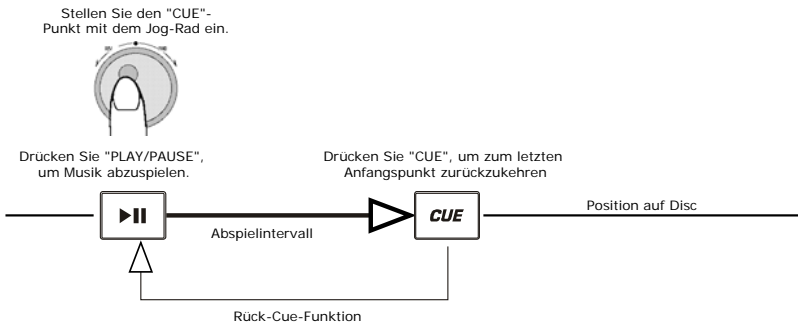 Stellen Sie den "CUE"-
Punkt mit dem Jog-Rad ein.
Drücken Sie "PLAY/PAUSE",
um Musik abzuspielen.
Drücken Sie "CUE", um zum letzten
Anfangspunkt zurückzukehren
CUE
Abspielintervall
Position auf Disc
Rück-Cue-Funktion